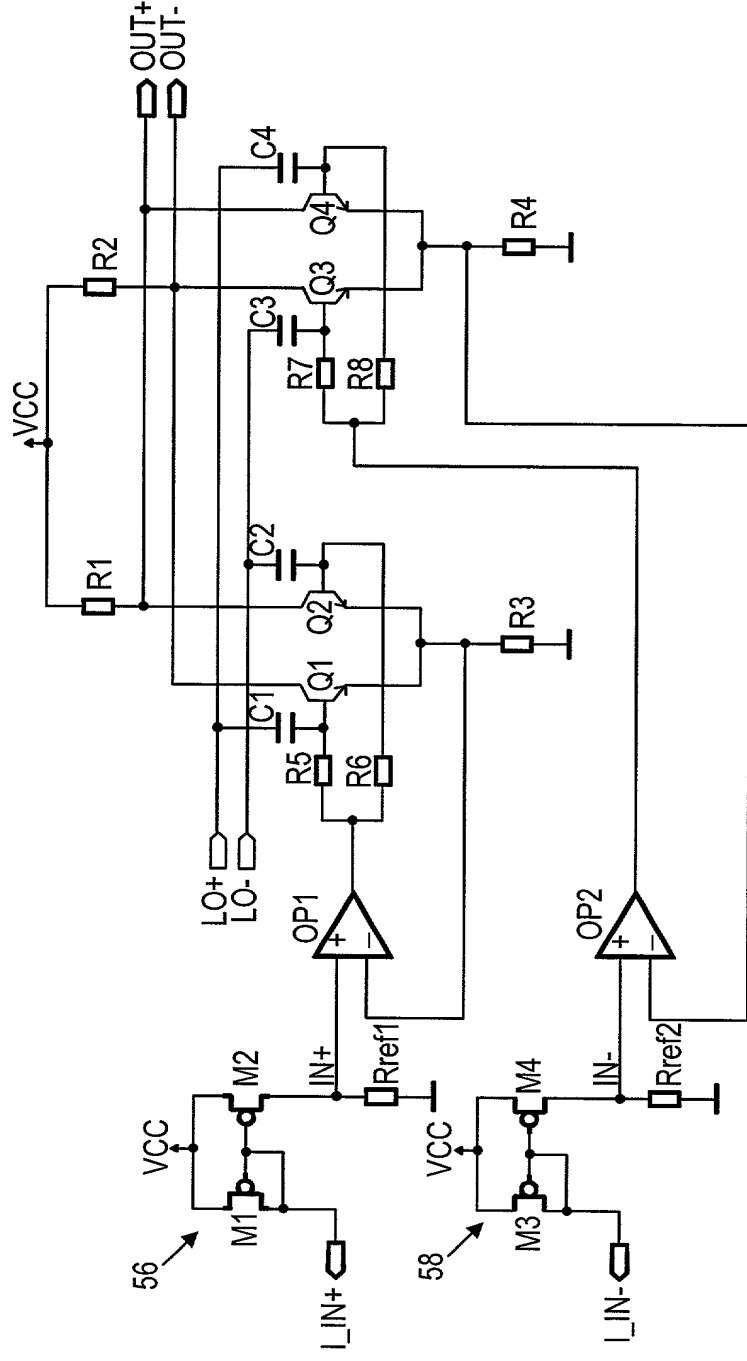 OUT+
OUT-
VCC
R1
R2
C4
C3
C2
C1
LO+
LO-
Q1
Q2
Q3
Q4
R5
R6
R7
R8
R3
R4
OP1
+
−
56
VCC
M1
M2
I_IN+
IN+
Rref1
OP2
+
−
58
VCC
M3
M4
I_IN-
IN-
Rref2